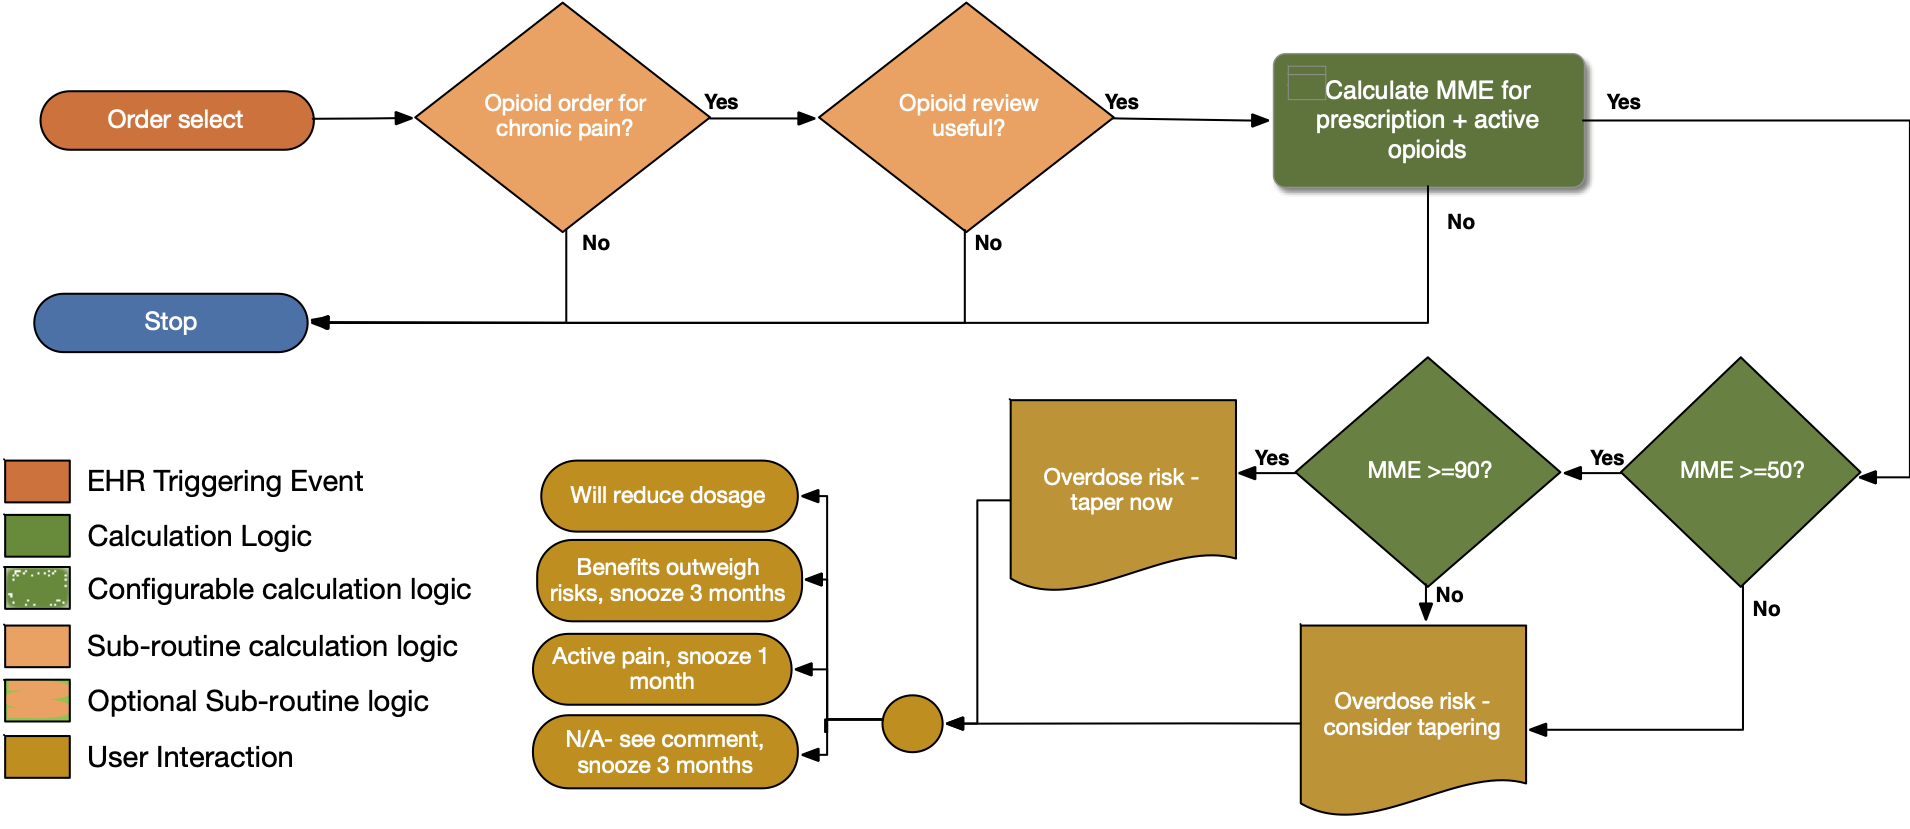 Order select
Opioid order for
chronic pain?
Yes
Opioid review
useful?
Yes
Calculate MME for
prescription + active
opioids
Yes
No
No
No
Stop
MME >=50?
Yes
No
MME >=90?
Yes
No
Overdose risk -
taper now
Overdose risk -
consider tapering
Will reduce dosage
Benefits outweigh
risks, snooze 3 months
Active pain, snooze 1
month
N/A- see comment,
snooze 3 months
EHR Triggering Event
Calculation Logic
Configurable calculation logic
Sub-routine calculation logic
Optional Sub-routine logic
User Interaction